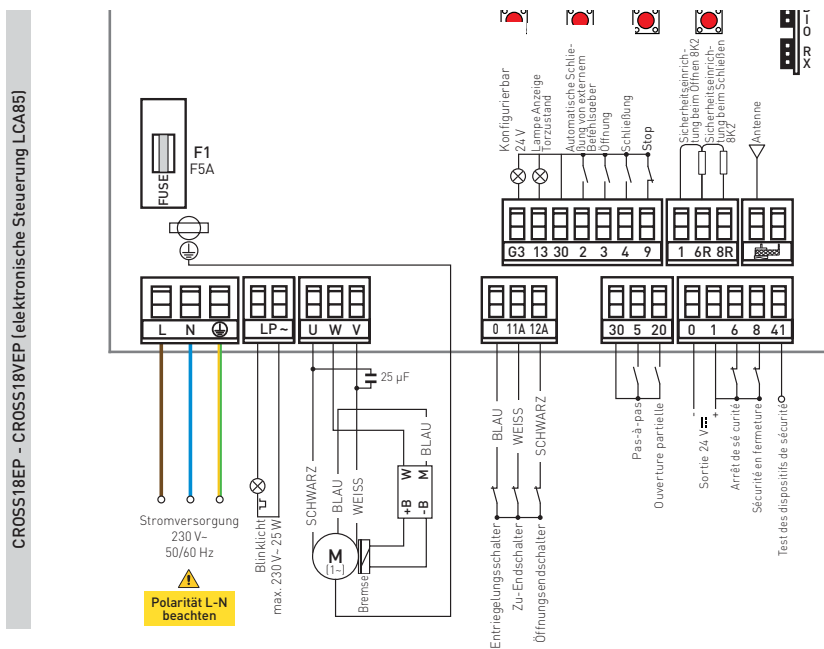 CROSS18EP - CROSS18VEP (elektronische Steuerung LCA85)
IO
RX
FUSE
F1
F5A
Konfigurierbar
24 V
Lampe Anzeige
Torzustand
Automatische Schlie-
ßung von externem
Befehlsgeber
Öffnung
Schließung
Stop
Sicherheitseinrich-
tung beim Öffnen 8K2
Sicherheitseinrich-
tung beim Schließen
8K2
Antenne
G3 13 30 2 3 4 9
1 6R 8R
L N
LP ~
U W V
0 11A 12A
30 5 20
0 1 6 8 41
25 µF
SCHWARZ
BLAU
WEISS
BLAU
+B W
-B M
M
(1~)
Bremse
Stromversorgung
230 V~
50/60 Hz
Polarität L-N
beachten
Blinklicht
max. 230 V~ 25 W
BLAU
WEISS
SCHWARZ
Entriegelungsschalter
Zu-Endschalter
Öffnungsendschalter
Pas-à-pas
Ouverture partielle
- +
Sortie 24 V
Arrêt de sé curité
Sécurité en fermeture
Test des dispositifs de sécurité